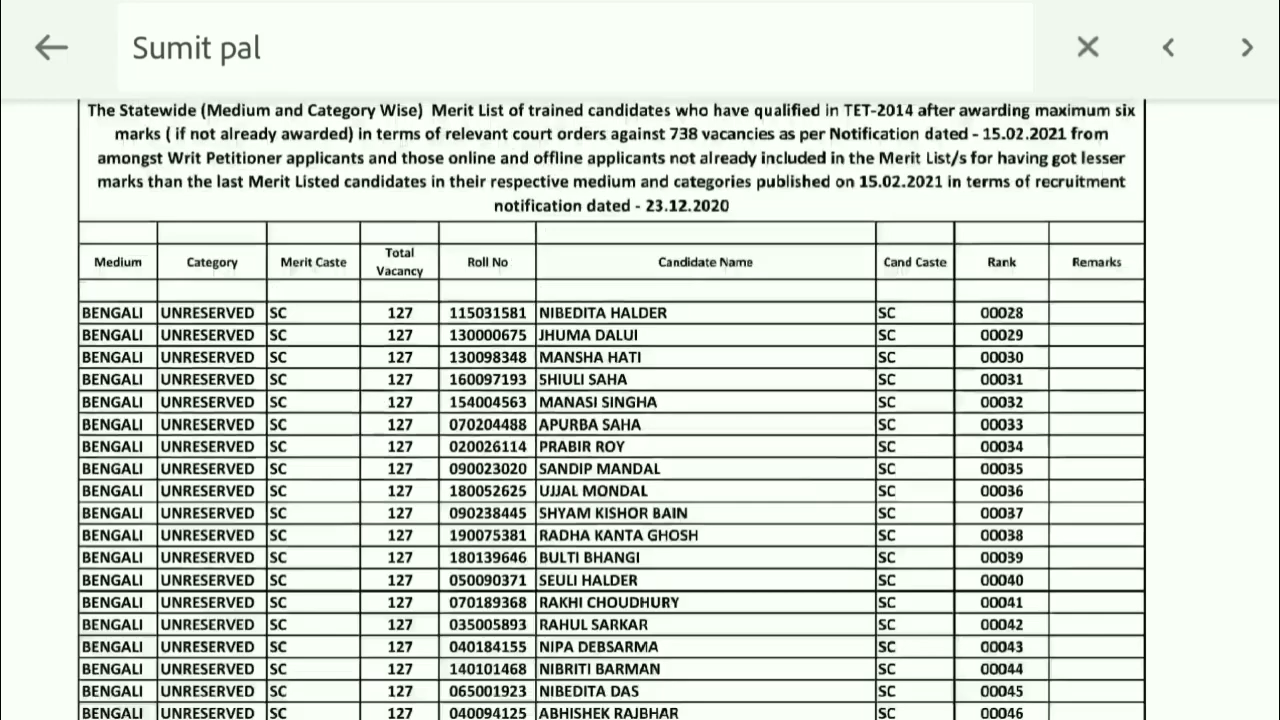 Sumit pal
The Statewide (Medium and Category Wise) Merit List of trained candidates who have qualified in TET-2014 after awarding maximum six
marks ( if not already awarded) in terms of relevant court orders against 738 vacancies as per Notification dated - 15.02.2021 from
amongst Writ Petitioner applicants and those online and offline applicants not already included in the Merit List/s for having got lesser
marks than the last Merit Listed candidates in their respective medium and categories published on 15.02.2021 in terms of recruitment
notification dated - 23.12.2020
Medium Category Merit Caste Total Vacancy Roll No Candidate Name Cand Caste Rank Remarks
BENGALI UNRESERVED SC 127 115031581 NIBEDITA HALDER SC 00028
BENGALI UNRESERVED SC 127 130000675 JHUMA DALUI SC 00029
BENGALI UNRESERVED SC 127 130098348 MANSHA HATI SC 00030
BENGALI UNRESERVED SC 127 160097193 SHIULI SAHA SC 00031
BENGALI UNRESERVED SC 127 154004563 MANASI SINGHA SC 00032
BENGALI UNRESERVED SC 127 070204488 APURBA SAHA SC 00033
BENGALI UNRESERVED SC 127 020026114 PRABIR ROY SC 00034
BENGALI UNRESERVED SC 127 090023020 SANDIP MANDAL SC 00035
BENGALI UNRESERVED SC 127 180052625 UJJAL MONDAL SC 00036
BENGALI UNRESERVED SC 127 090238445 SHYAM KISHOR BAIN SC 00037
BENGALI UNRESERVED SC 127 190075381 RADHA KANTA GHOSH SC 00038
BENGALI UNRESERVED SC 127 180139646 BULTI BHANGI SC 00039
BENGALI UNRESERVED SC 127 050090371 SEULI HALDER SC 00040
BENGALI UNRESERVED SC 127 070189368 RAKHI CHOUDHURY SC 00041
BENGALI UNRESERVED SC 127 035005893 RAHUL SARKAR SC 00042
BENGALI UNRESERVED SC 127 040184155 NIPA DEBSARMA SC 00043
BENGALI UNRESERVED SC 127 140101468 NIBRITI BARMAN SC 00044
BENGALI UNRESERVED SC 127 065001923 NIBEDITA DAS SC 00045
BENGALI UNRESERVED SC 127 040094125 ABHISHEK RAJBHAR SC 00046